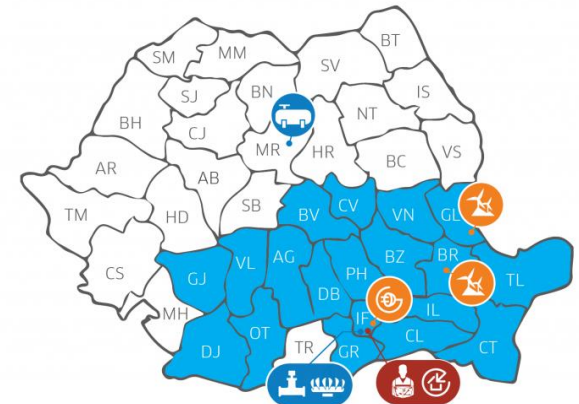 BT
SM
MM
SV
SJ
BN
IS
BH
CJ
NT
MR
HR
VS
AR
AB
BC
TM
HD
SB
BV
CV
VN
GL
CS
GJ
VL
AG
PH
BZ
BR
TL
DB
MH
IF
IL
DJ
OT
TR
GR
CL
CT